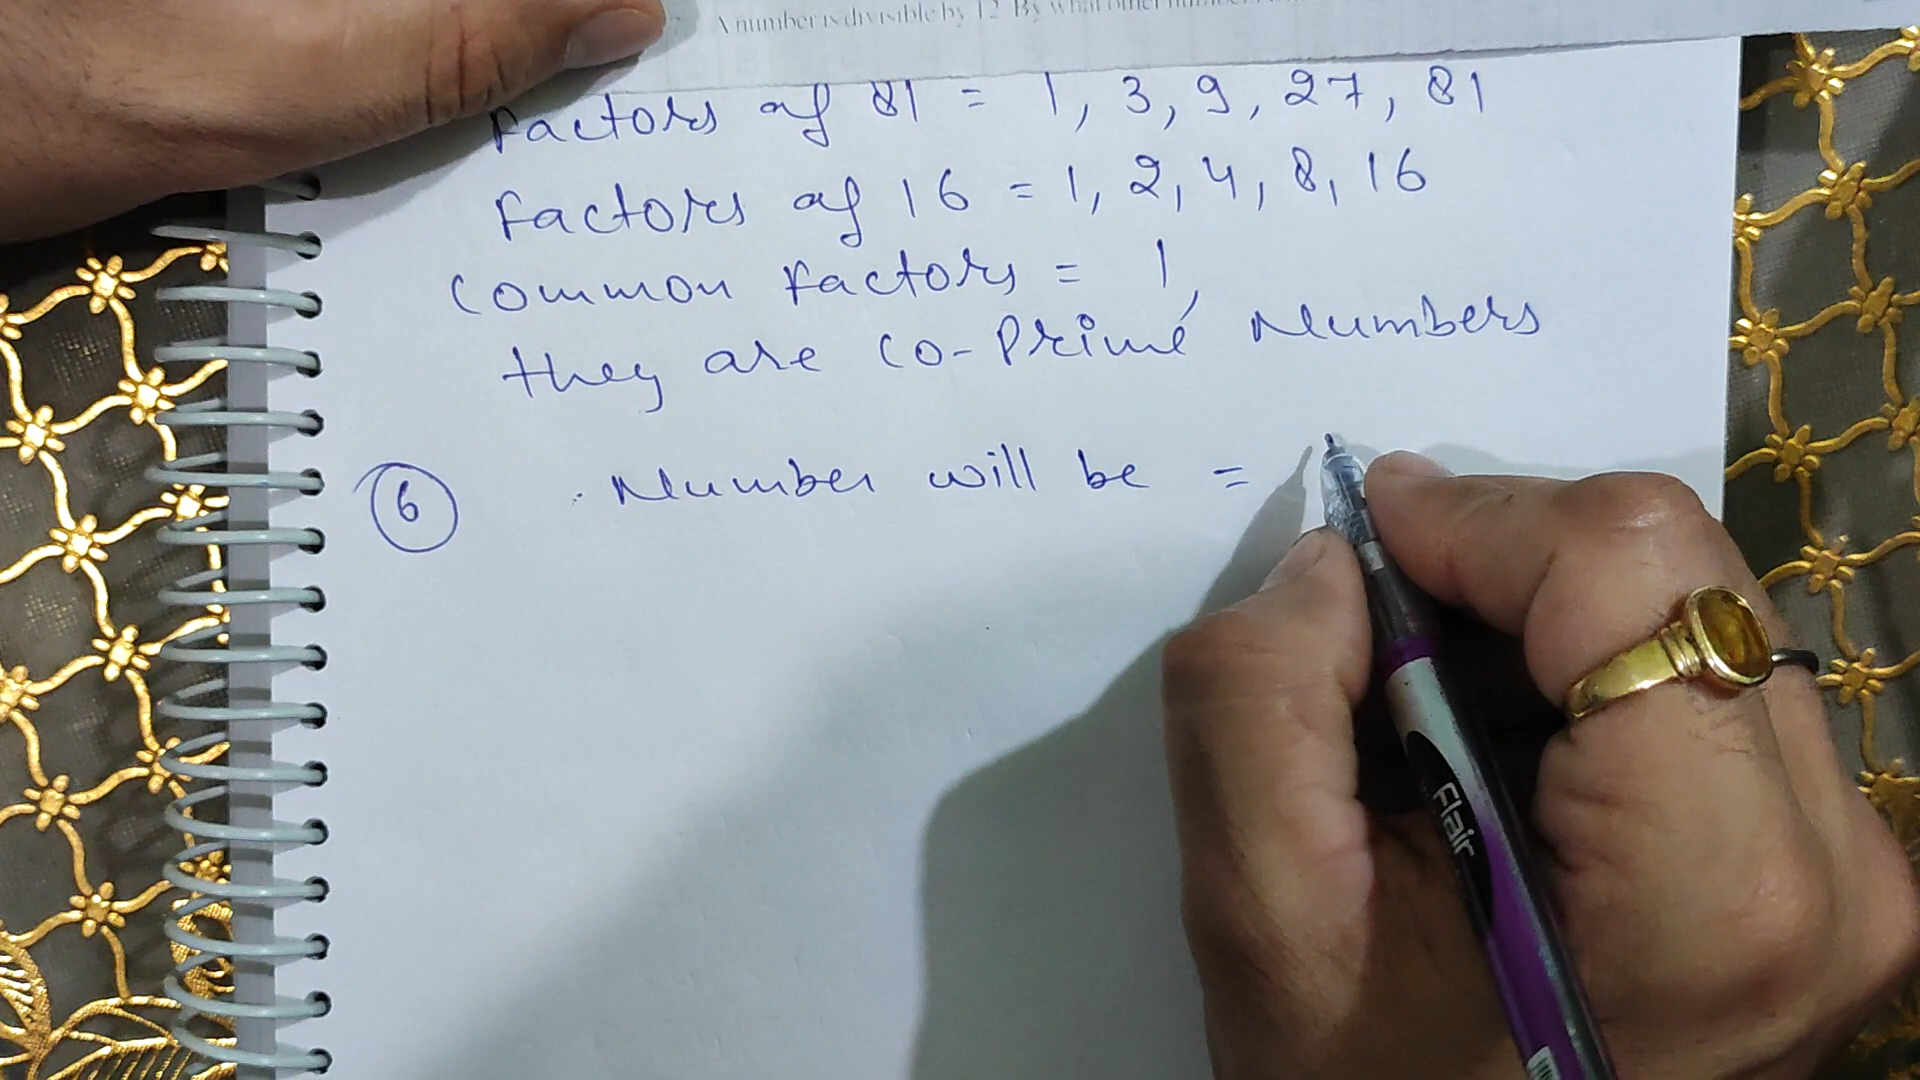 A number is divisible by 12. By what other number
Factors of 81 = 1, 3, 9, 27, 81
Factors of 16 = 1, 2, 4, 8, 16
Common Factors = 1,
they are Co-Prime Numbers
6 Number will be =
Flair